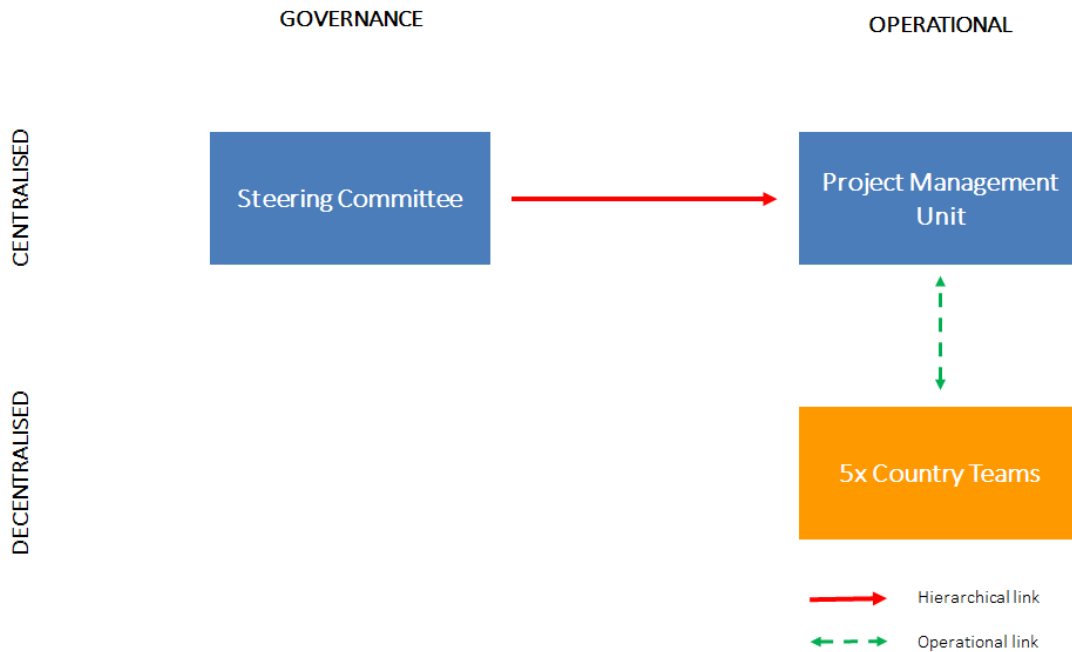 GOVERNANCE
OPERATIONAL
CENTRALISED
Steering Committee
Project Management
Unit
DECENTRALISED
5x Country Teams
Hierarchical link
Operational link